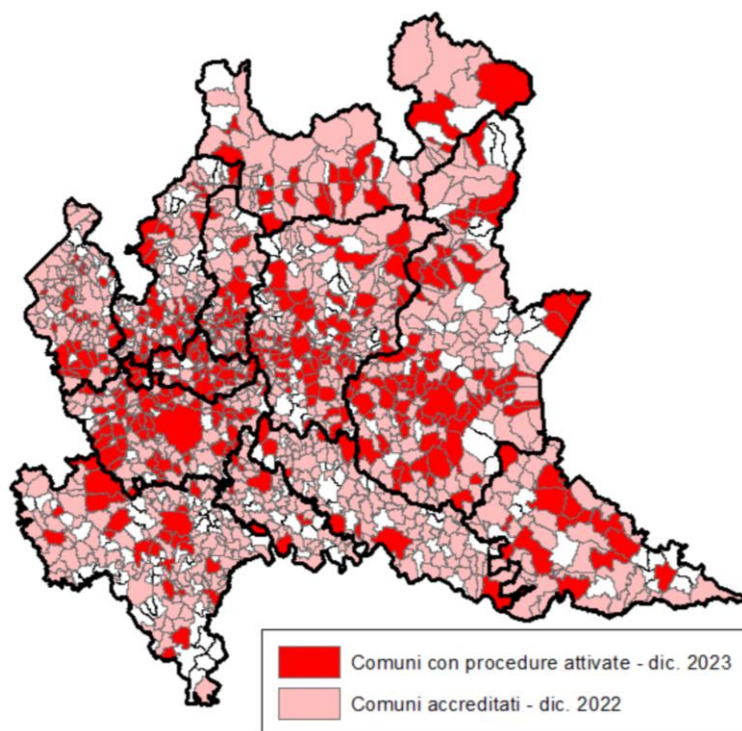 Comuni con procedure attivate - dic. 2023
Comuni accreditati - dic. 2022